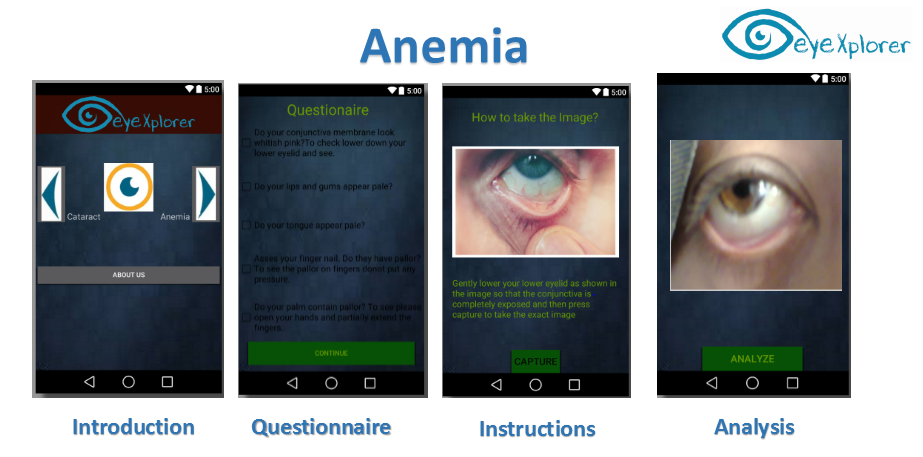 Anemia
eyeXplorer
5:00
eyeXplorer
Cataract
Anemia
ABOUT US
5:00
Questionaire
Do your conjunctiva membrane look
whitish pink?To check lower down your
lower eyelid and see.
Do your lips and gums appear pale?
Do your tongue appear pale?
Asses your finger nail. Do they have pallor?
To see the pallor on fingers donot put any
pressure.
Do your palm contain pallor? To see please
open your hands and partially extend the
fingers.
CONTINUE
5:00
How to take the Image?
Gently lower your lower eyelid as shown in
the image so that the conjunctiva is
completely exposed and then press
capture to take the exact image
CAPTURE
5:00
ANALYZE
Introduction
Questionnaire
Instructions
Analysis